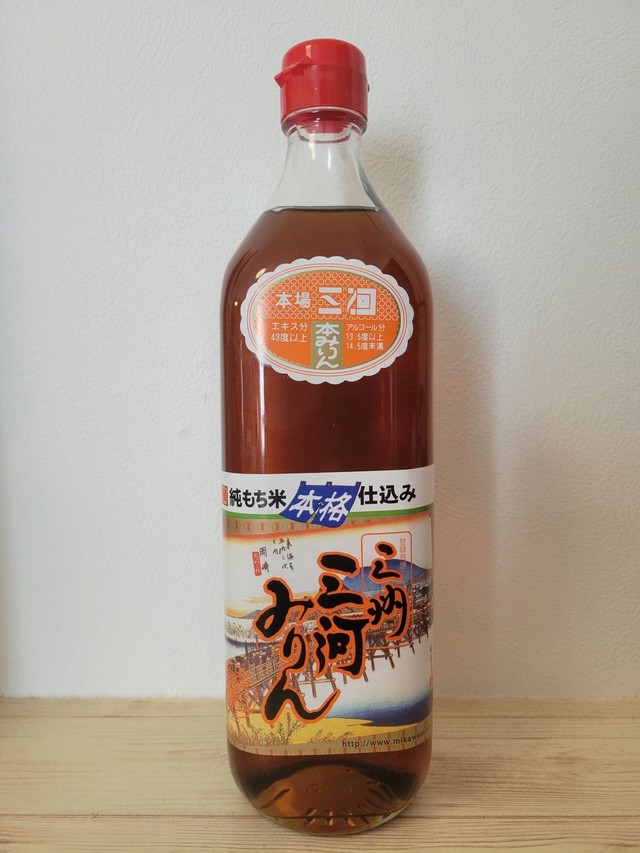 本場 三河
エキス分
43度以上
本みりん
アルコール分
13.5度以上
14.5度未満
純もち米 本格 仕込み
岡崎
三州
三河
みりん
http://www.mikawam